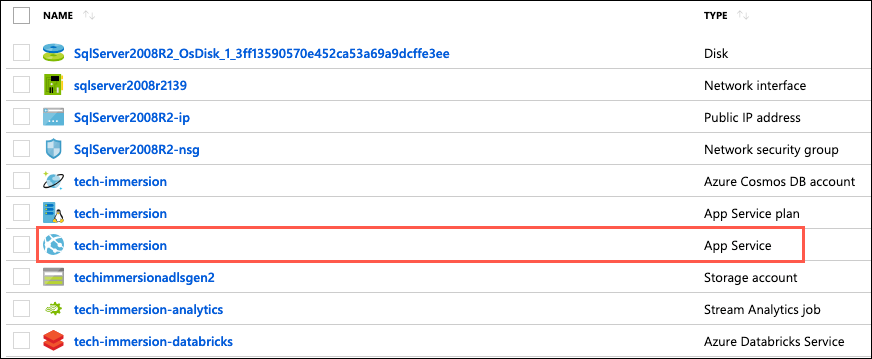 NAME TYPE
SqlServer2008R2_OsDisk_1_3ff13590570e452ca53a69a9dcffe3ee Disk
sqlserver2008r2139 Network interface
SqlServer2008R2-ip Public IP address
SqlServer2008R2-nsg Network security group
tech-immersion Azure Cosmos DB account
tech-immersion App Service plan
tech-immersion App Service
techimmersionadlsgen2 Storage account
tech-immersion-analytics Stream Analytics job
tech-immersion-databricks Azure Databricks Service